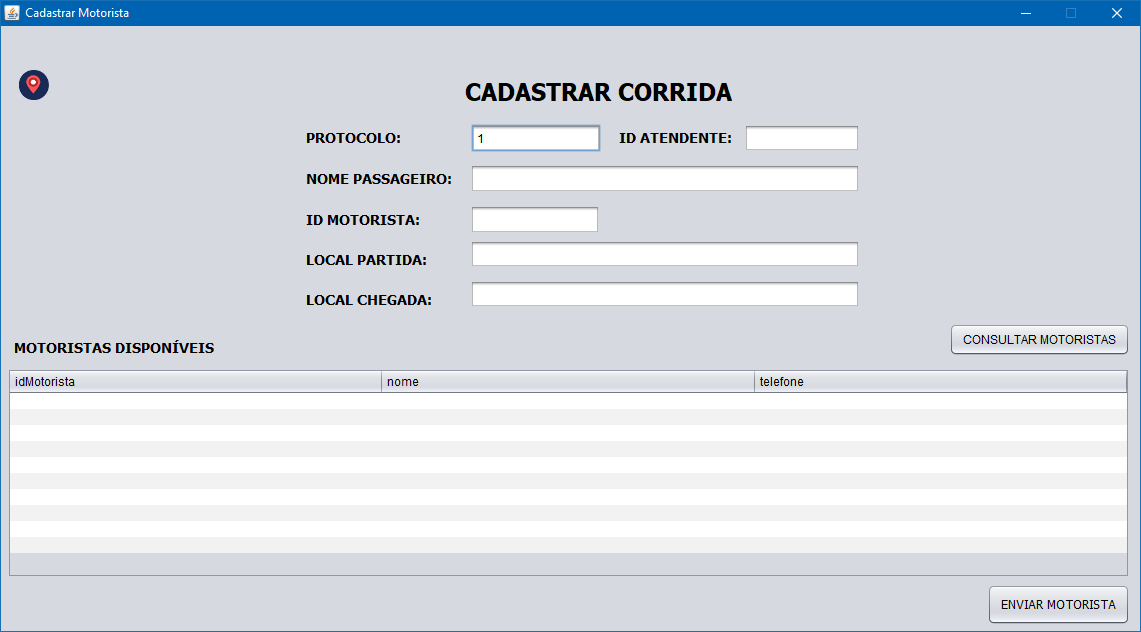 Cadastrar Motorista
CADASTRAR CORRIDA
PROTOCOLO: 1 ID ATENDENTE:
NOME PASSAGEIRO:
ID MOTORISTA:
LOCAL PARTIDA:
LOCAL CHEGADA:
CONSULTAR MOTORISTAS
MOTORISTAS DISPONÍVEIS
idMotorista nome telefone
ENVIAR MOTORISTA